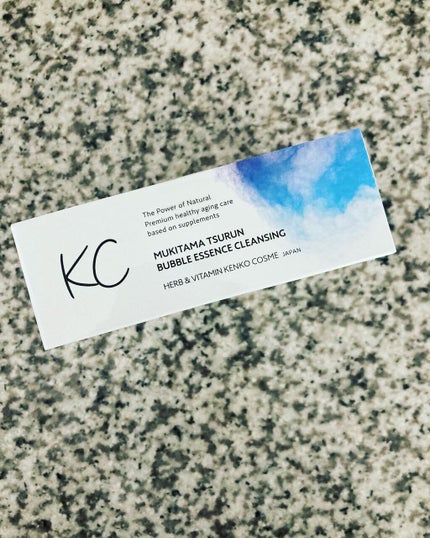 KC
The Power of Natural
Premium healthy aging care
based on supplements
MUKITAMA TSURUN
BUBBLE ESSENCE CLEANSING
HERB & VITAMIN KENKO COSME JAPAN